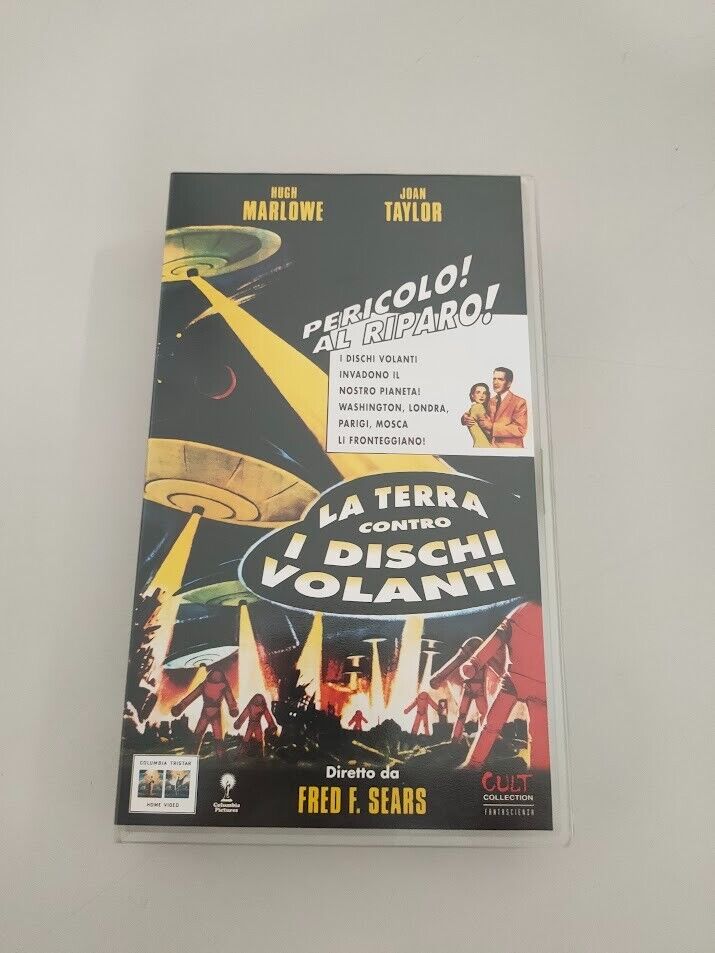 HUGH
MARLOWE
JOAN
TAYLOR
PERICOLO!
AL RIPARO!
I DISCHI VOLANTI
INVADONO IL
NOSTRO PIANETA!
WASHINGTON, LONDRA,
PARIGI, MOSCA
LI FRONTEGGIANO!
LA TERRA
CONTRO
I DISCHI
VOLANTI
COLUMBIA TRISTAR
HOME VIDEO
Columbia
Pictures
Diretto da
FRED F. SEARS
CULT
COLLECTION
FANTASCIENZA